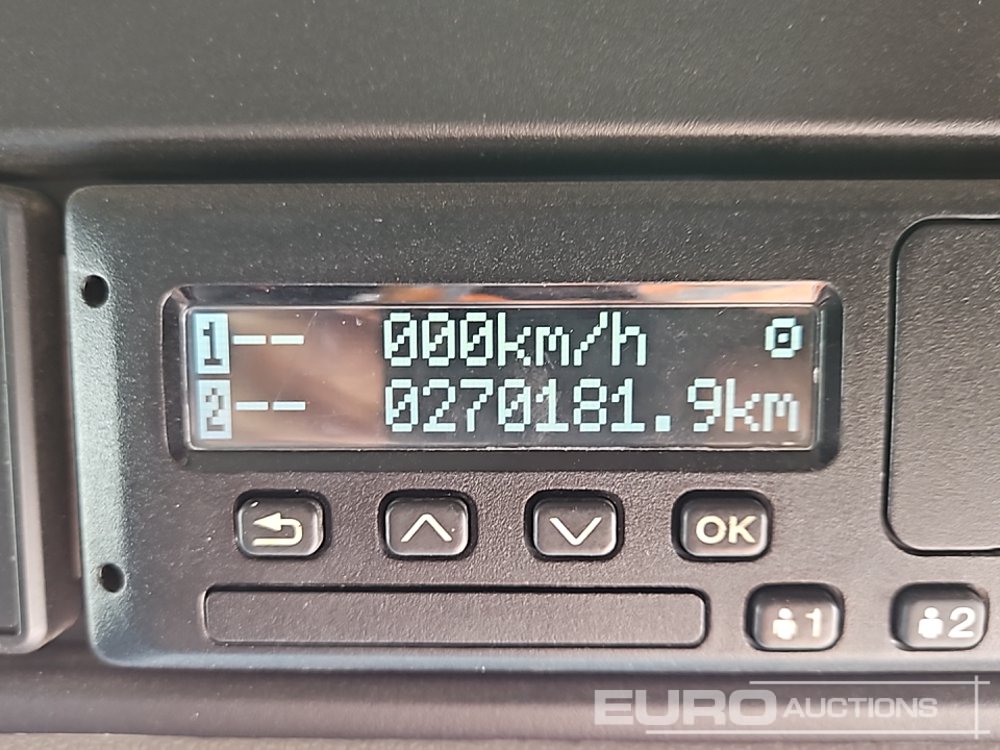 1-- 000km/h
2-- 0270181.9km
OK
1 2
EURO AUCTIONS